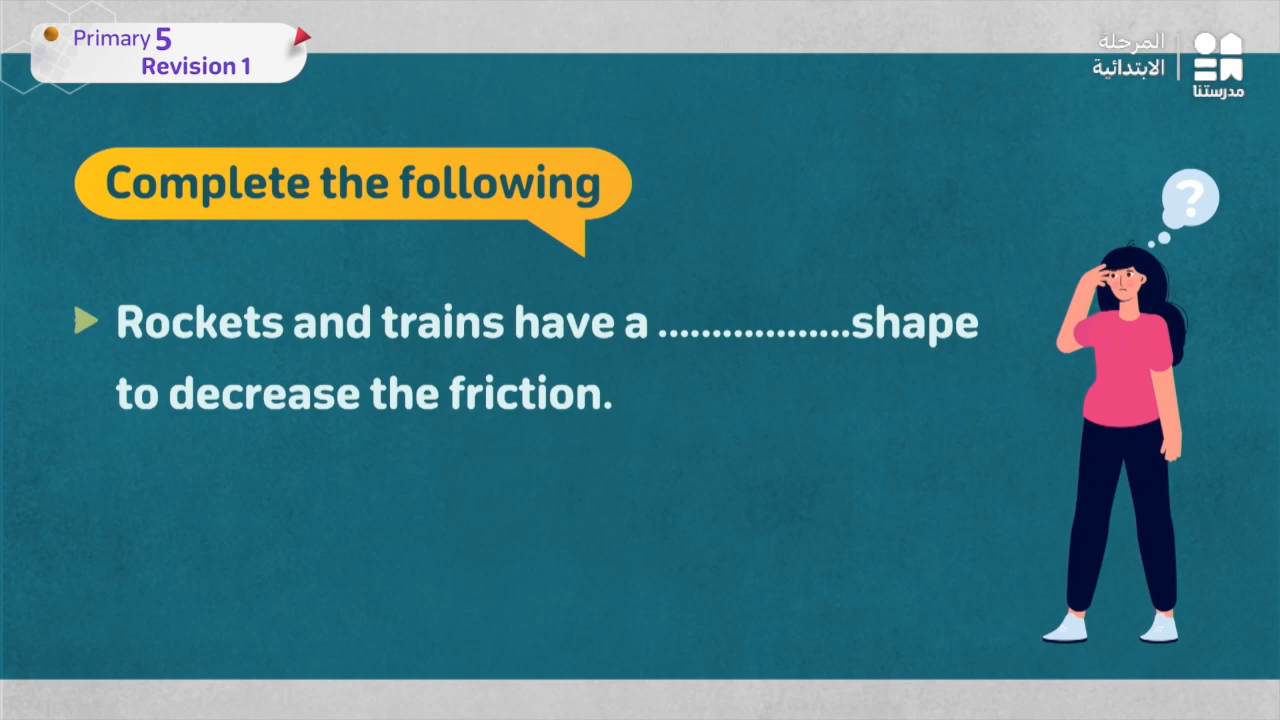 Primary 5
Revision 1
المرحلة
الابتدائية
مدرستنا
Complete the following
?
Rockets and trains have a ..................shape
to decrease the friction.